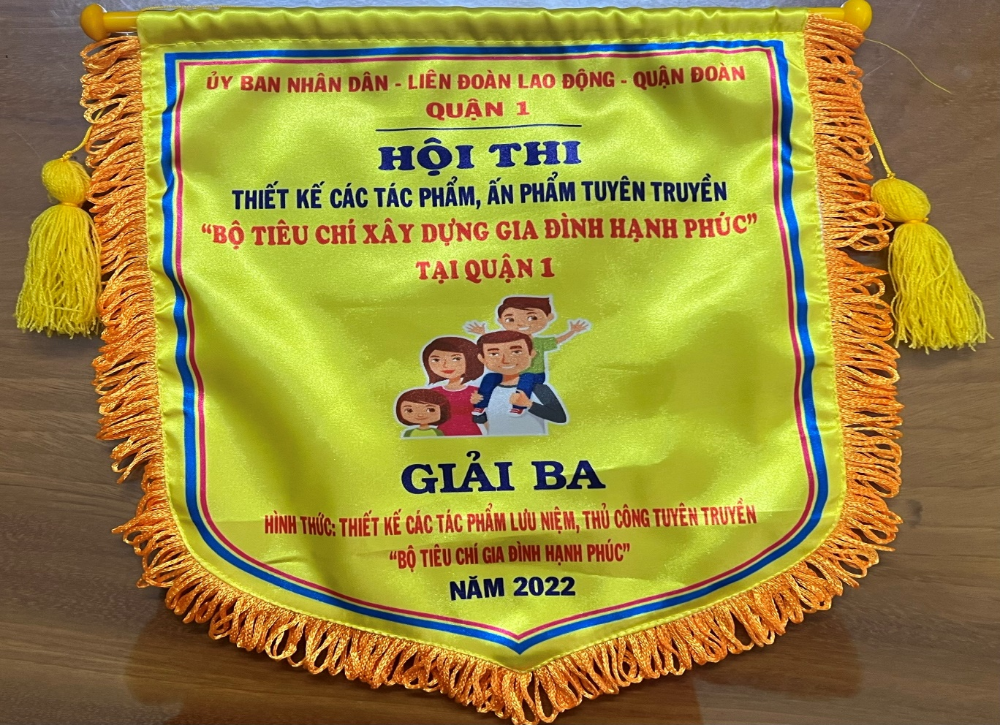 ỦY BAN NHÂN DÂN - LIÊN ĐOÀN LAO ĐỘNG - QUẬN ĐOÀN
QUẬN 1
HỘI THI
THIẾT KẾ CÁC TÁC PHẨM, ẤN PHẨM TUYÊN TRUYỀN
“BỘ TIÊU CHÍ XÂY DỰNG GIA ĐÌNH HẠNH PHÚC”
TẠI QUẬN 1
GIẢI BA
HÌNH THỨC: THIẾT KẾ CÁC TÁC PHẨM LƯU NIỆM, THỦ CÔNG TUYÊN TRUYỀN
“BỘ TIÊU CHÍ GIA ĐÌNH HẠNH PHÚC”
NĂM 2022